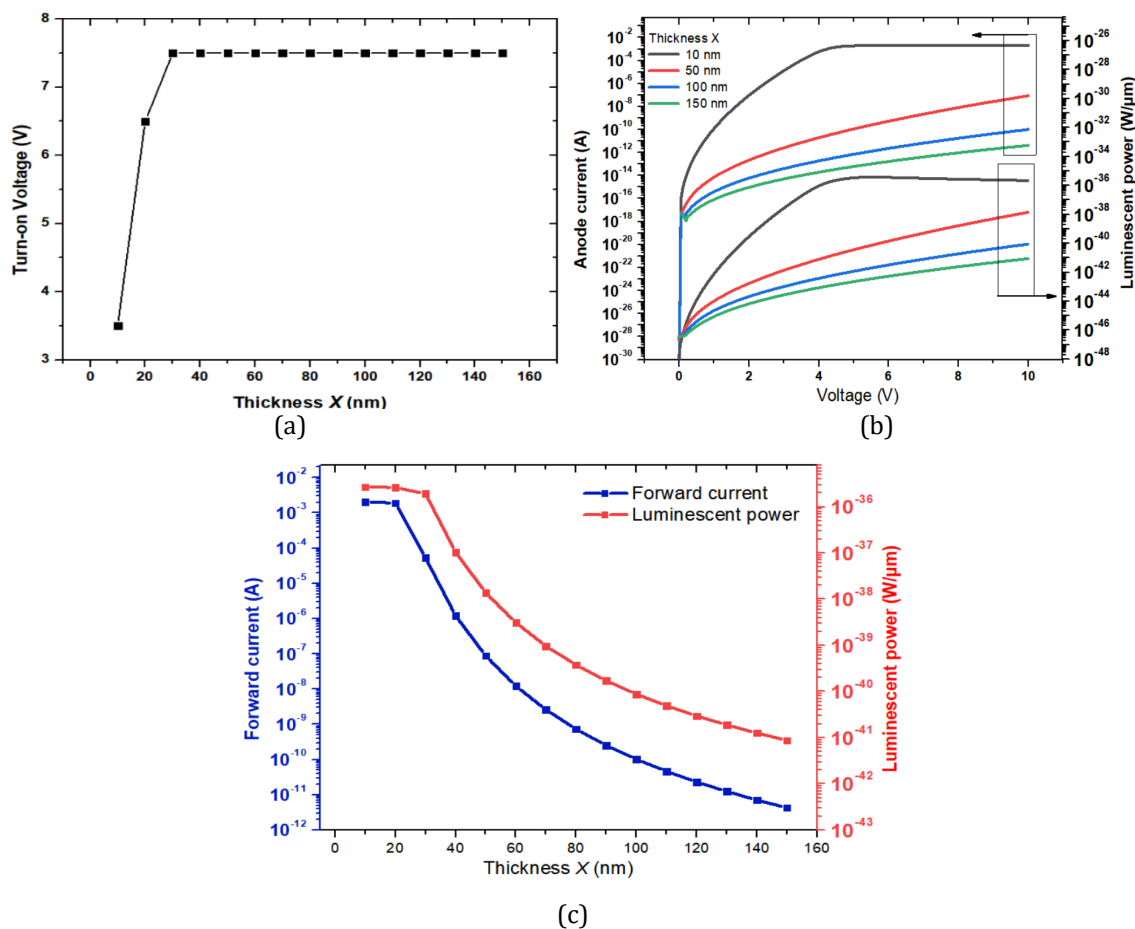 8
7
6
5
4
3
Turn-on Voltage (V)
0 20 40 60 80 100 120 140 160
Thickness X (nm)
(a)
Thickness X
10 nm
50 nm
100 nm
150 nm
10⁻²
10⁻⁴
10⁻⁶
10⁻⁸
10⁻¹⁰
10⁻¹²
10⁻¹⁴
10⁻¹⁶
10⁻¹⁸
10⁻²⁰
10⁻²²
10⁻²⁴
10⁻²⁶
10⁻²⁸
10⁻³⁰
Anode current (A)
10⁻²⁶
10⁻²⁸
10⁻³⁰
10⁻³²
10⁻³⁴
10⁻³⁶
10⁻³⁸
10⁻⁴⁰
10⁻⁴²
10⁻⁴⁴
10⁻⁴⁶
10⁻⁴⁸
Luminescent power (W/µm)
0 2 4 6 8 10
Voltage (V)
(b)
Forward current
Luminescent power
10⁻²
10⁻³
10⁻⁴
10⁻⁵
10⁻⁶
10⁻⁷
10⁻⁸
10⁻⁹
10⁻¹⁰
10⁻¹¹
10⁻¹²
Forward current (A)
10⁻³⁶
10⁻³⁷
10⁻³⁸
10⁻³⁹
10⁻⁴⁰
10⁻⁴¹
10⁻⁴²
10⁻⁴³
Luminescent power (W/µm)
0 20 40 60 80 100 120 140 160
Thickness X (nm)
(c)